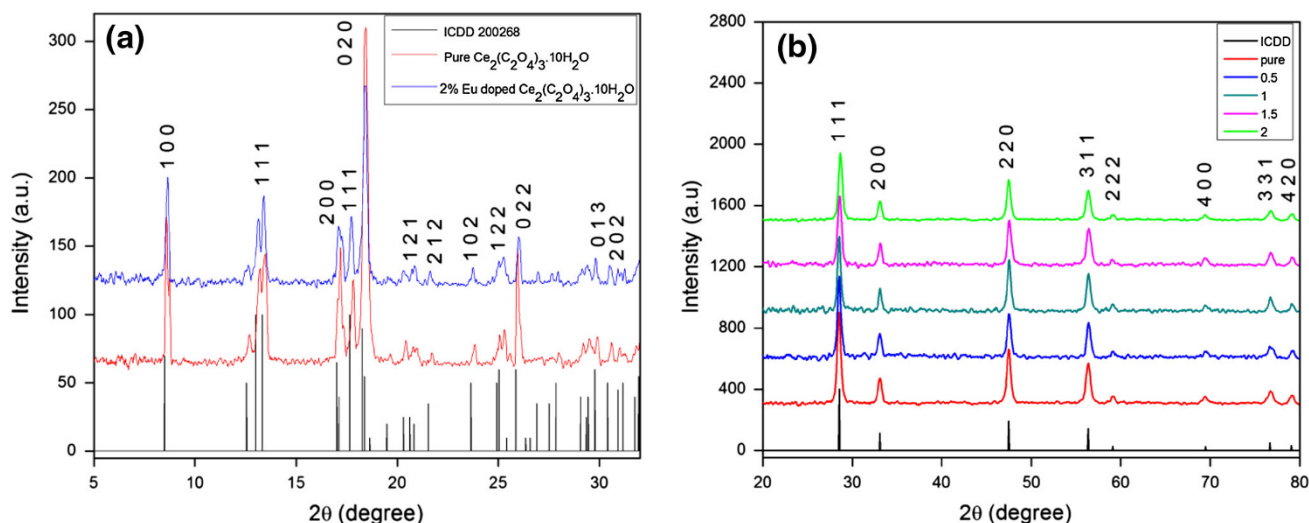 (a)
ICDD 200268
Pure Ce₂(C₂O₄)₃.10H₂O
2% Eu doped Ce₂(C₂O₄)₃.10H₂O
300
250
200
150
100
50
0
Intensity (a.u.)
1 0 0
1 1 1
2 0 0
1 1 1
0 2 0
1 2 1
2 1 2
1 0 2
1 2 2
0 2 2
0 1 3
2 0 2
5
10
15
20
25
30
2θ (degree)
(b)
ICDD
pure
0.5
1
1.5
2
2800
2400
2000
1600
1200
800
400
0
Intensity (a.u)
1 1 1
2 0 0
2 2 0
3 1 1
2 2 2
4 0 0
3 3 1
4 2 0
20
30
40
50
60
70
80
2θ (degree)